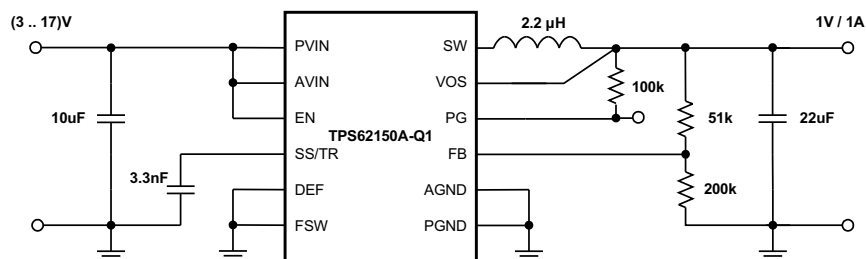 (3 .. 17)V
2.2 µH
1V / 1A
PVIN
SW
AVIN
VOS
100k
10uF
EN
PG
51k
22uF
TPS62150A-Q1
SS/TR
FB
3.3nF
DEF
AGND
200k
FSW
PGND